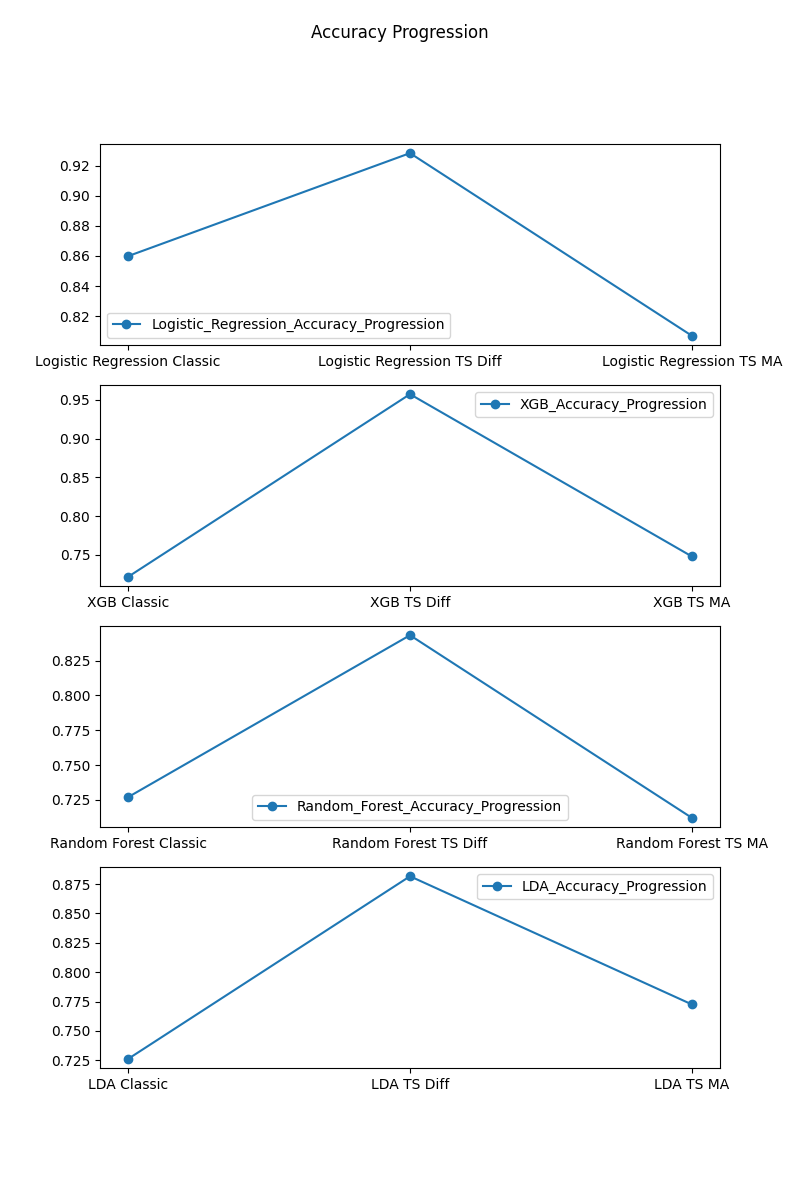 Accuracy Progression
0.92
0.90
0.88
0.86
0.84
0.82
Logistic_Regression_Accuracy_Progression
Logistic Regression Classic Logistic Regression TS Diff Logistic Regression TS MA
0.95
0.90
0.85
0.80
0.75
XGB_Accuracy_Progression
XGB Classic XGB TS Diff XGB TS MA
0.825
0.800
0.775
0.750
0.725
Random_Forest_Accuracy_Progression
Random Forest Classic Random Forest TS Diff Random Forest TS MA
0.875
0.850
0.825
0.800
0.775
0.750
0.725
LDA_Accuracy_Progression
LDA Classic LDA TS Diff LDA TS MA